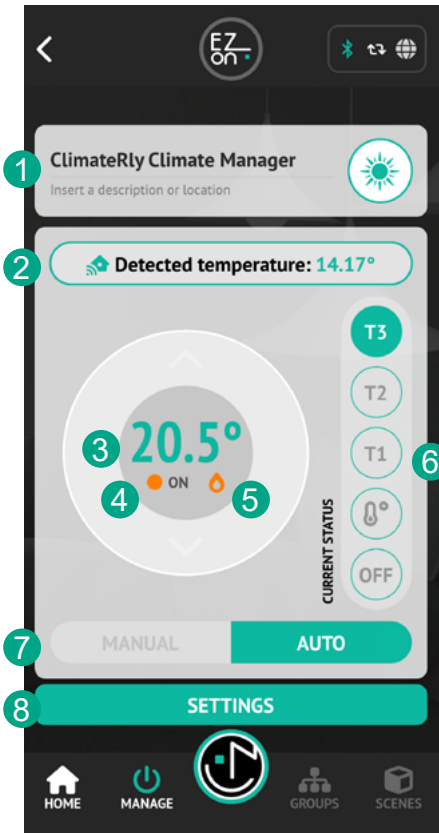 EZ
on
1
ClimateRly Climate Manager
Insert a description or location
2
Detected temperature: 14.17°
T3
T2
3
20.5°
T1
6
4
ON
5
CURRENT STATUS
°
OFF
7
MANUAL
AUTO
8
SETTINGS
HOME
MANAGE
GROUPS
SCENES